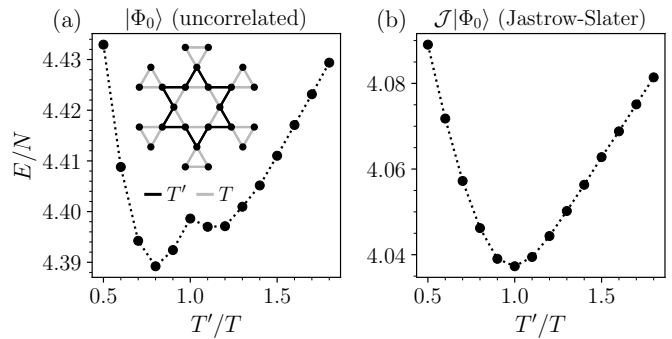 (a) |Φ₀⟩ (uncorrelated)
4.43
4.42
4.41
4.40
4.39
E/N
T′ T
0.5 1.0 1.5
T′/T
(b) 𝒥|Φ₀⟩ (Jastrow-Slater)
4.08
4.06
4.04
0.5 1.0 1.5
T′/T